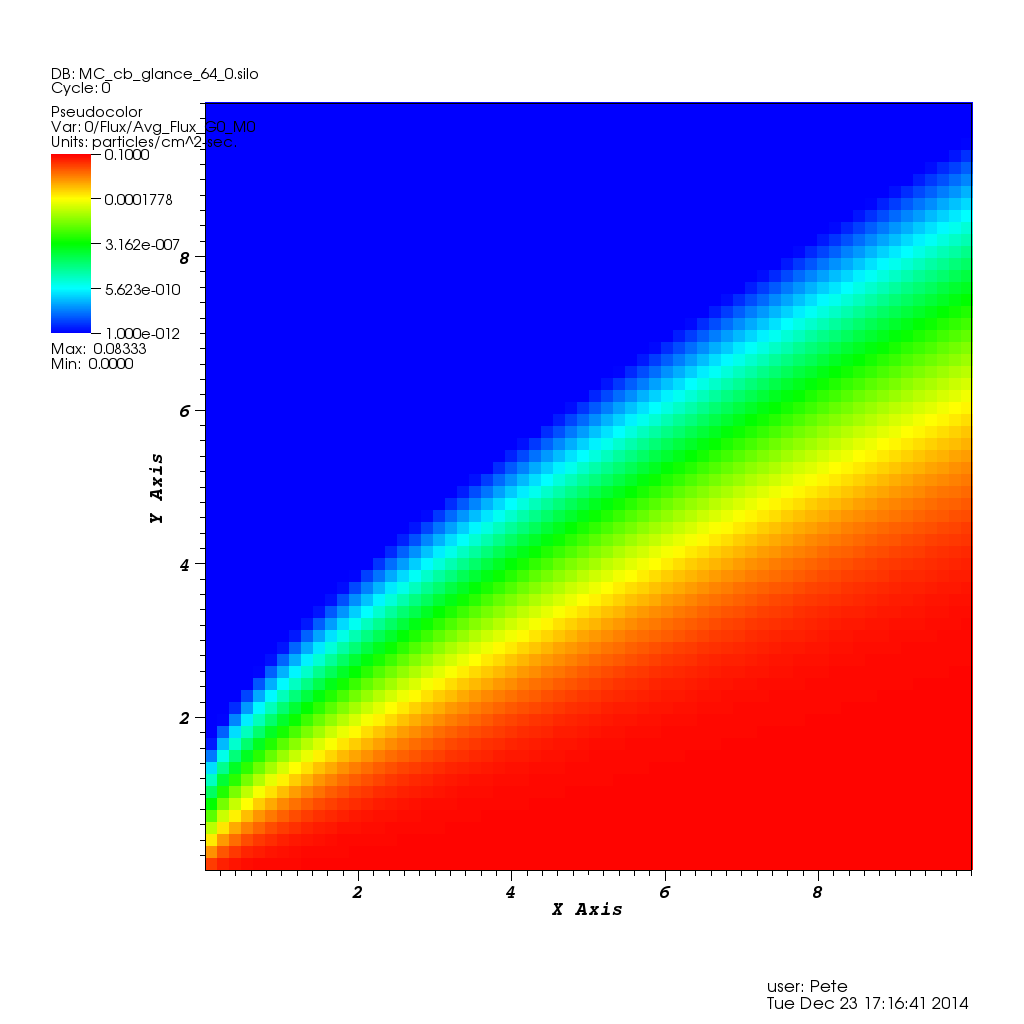 DB: MC_cb_glance_64_0.silo
Cycle: 0
Pseudocolor
Var: 0/Flux/Avg_Flux_C0_M0
Units: particles/cm^2-sec.
0.1000
0.0001778
3.162e-007
5.623e-010
1.000e-012
Max: 0.08333
Min: 0.0000
8
6
4
2
Y Axis
2 4 6 8
X Axis
user: Pete
Tue Dec 23 17:16:41 2014